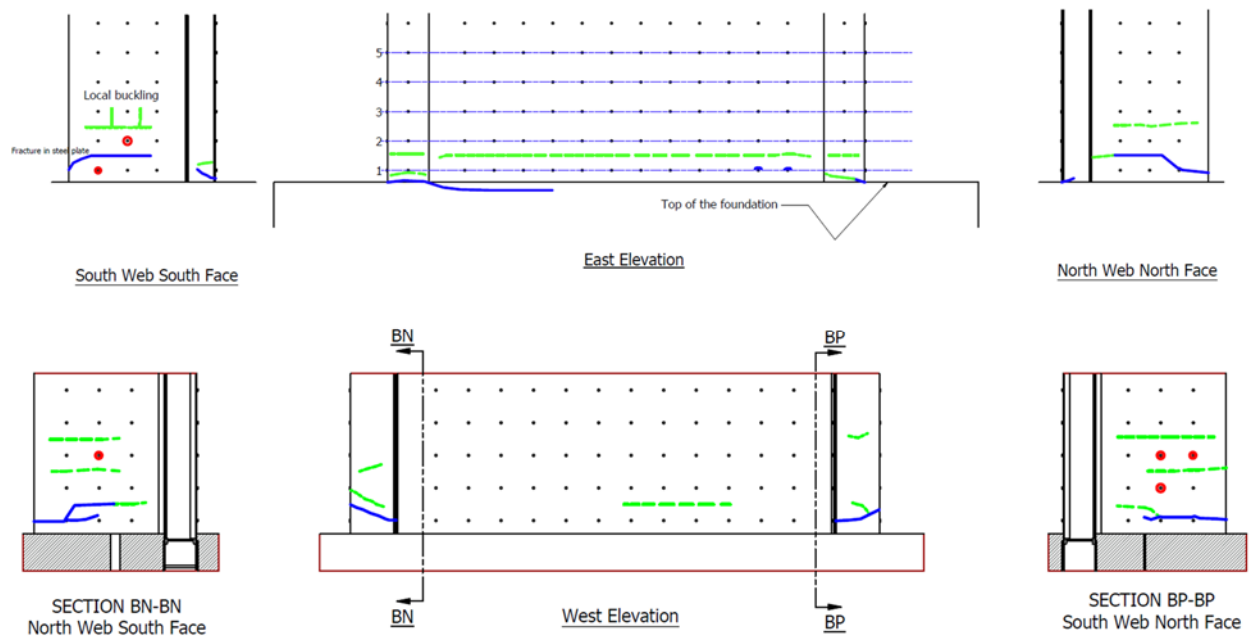 5
4
Local buckling
3
2
Fracture in steel plate
1
Top of the foundation
South Web South Face
East Elevation
North Web North Face
BN
BP
BN
BP
SECTION BN-BN
North Web South Face
West Elevation
SECTION BP-BP
South Web North Face